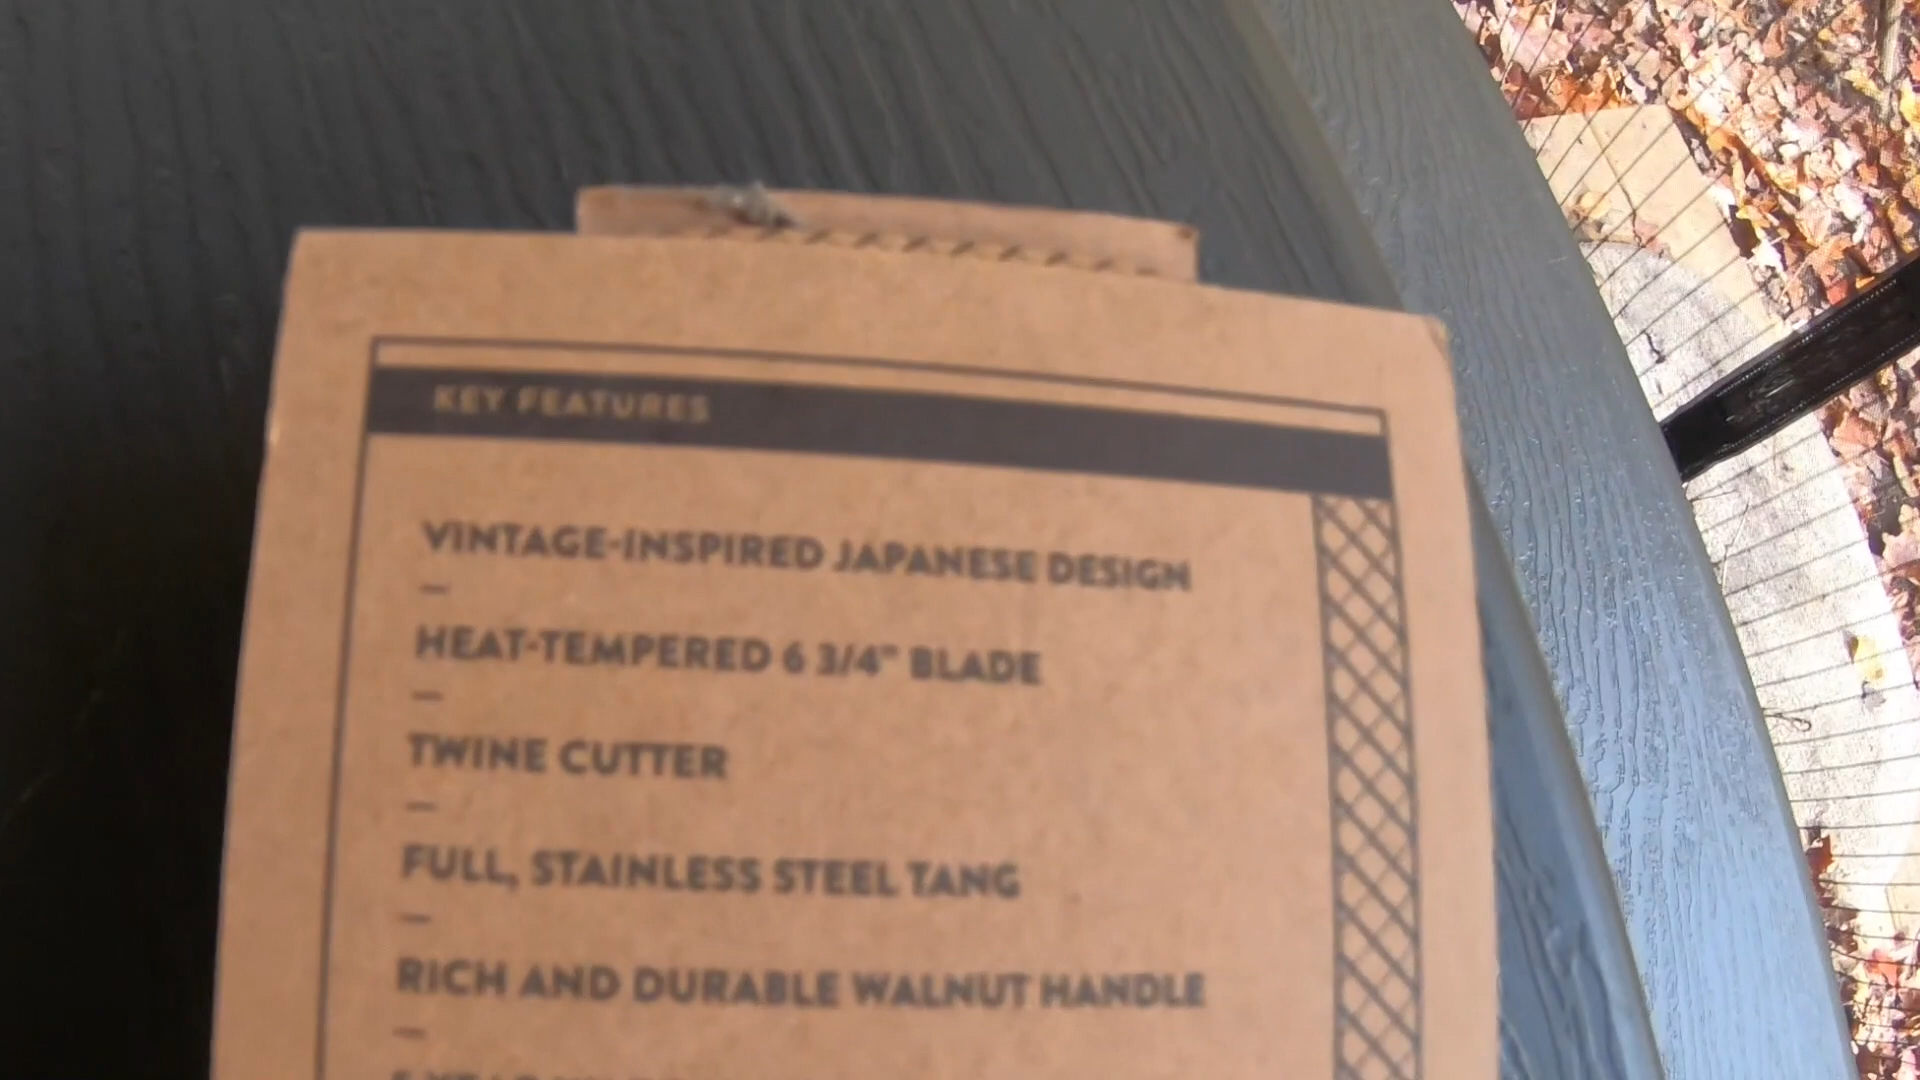 KEY FEATURES
VINTAGE-INSPIRED JAPANESE DESIGN
—
HEAT-TEMPERED 6 3/4" BLADE
—
TWINE CUTTER
—
FULL, STAINLESS STEEL TANG
—
RICH AND DURABLE WALNUT HANDLE
—